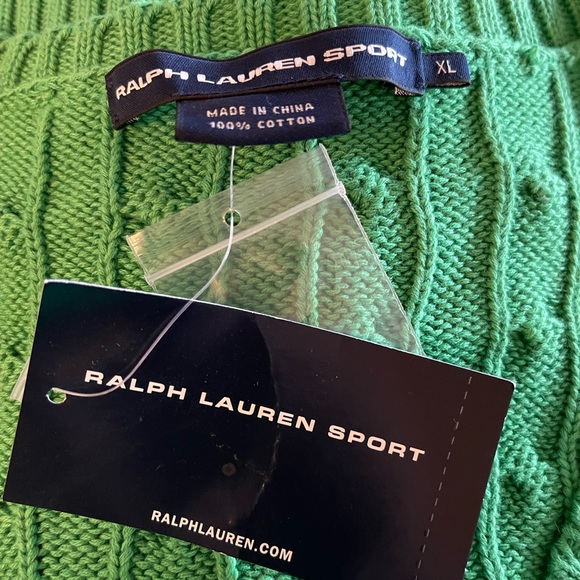 RALPH LAUREN SPORT
XL
MADE IN CHINA
100% COTTON
RALPH LAUREN SPORT
RALPHLAUREN.COM